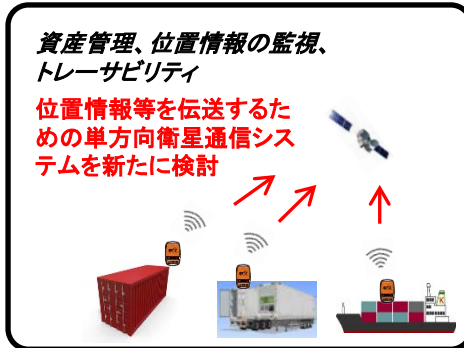 資産管理、位置情報の監視、
トレーサビリティ
位置情報等を伝送するた
めの単方向衛星通信シス
テムを新たに検討
K